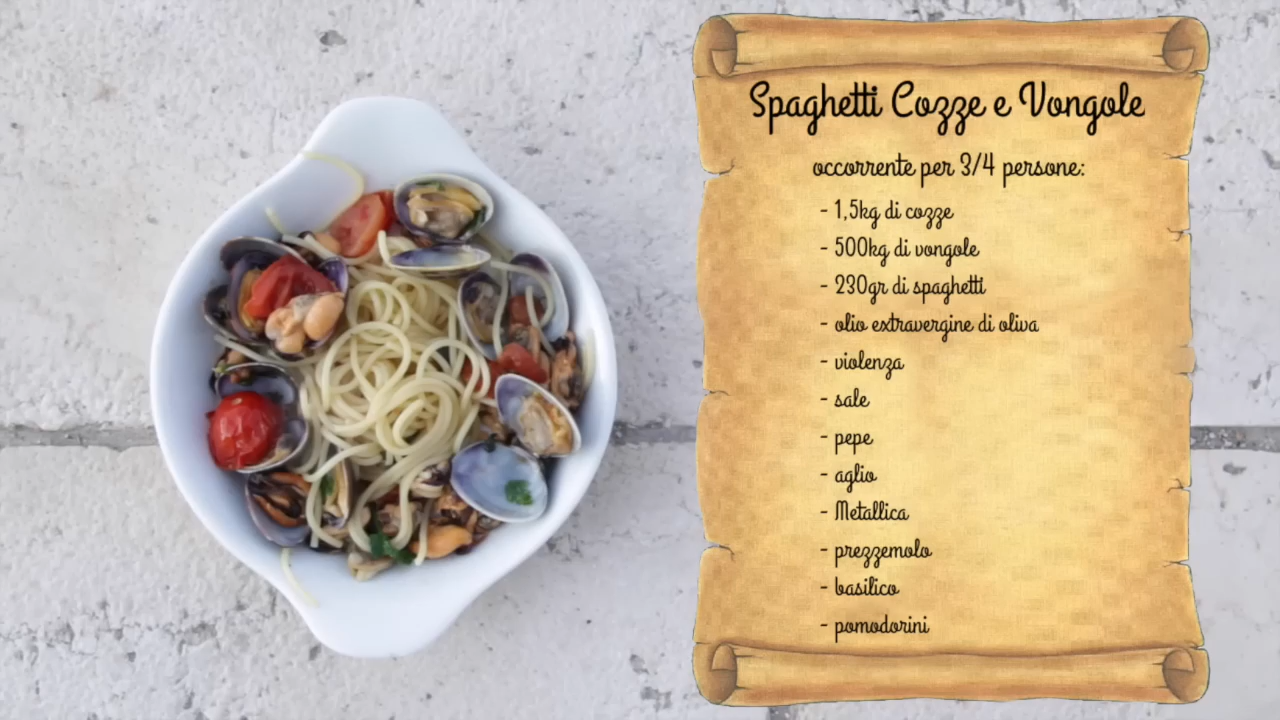 Spaghetti Cozze e Vongole
occorrente per 3/4 persone:
- 1,5kg di cozze
- 500kg di vongole
- 230gr di spaghetti
- olio extravergine di oliva
- violenza
- sale
- pepe
- aglio
- Metallica
- prezzemolo
- basilico
- pomodorini